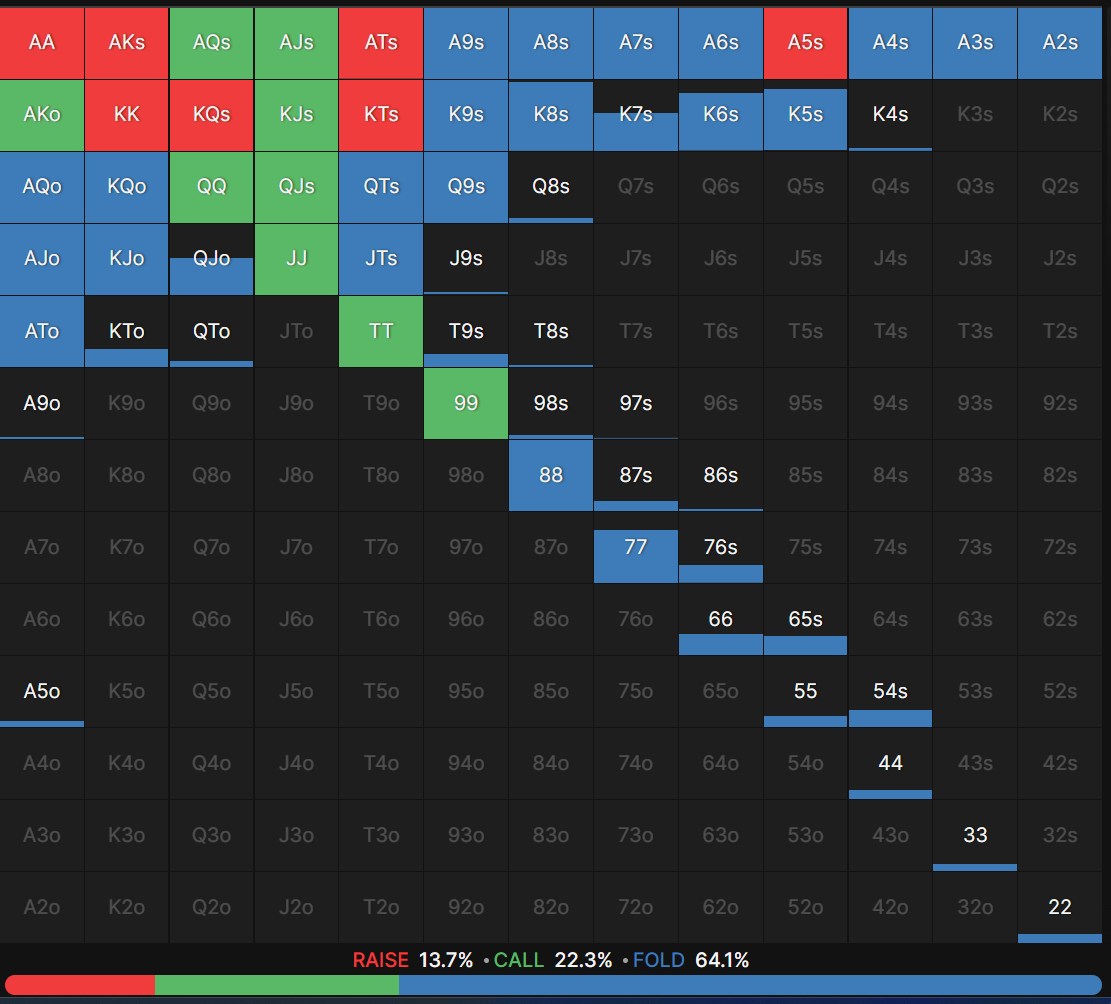 AA AKs AQs AJs ATs A9s A8s A7s A6s A5s A4s A3s A2s
AKo KK KQs KJs KTs K9s K8s K7s K6s K5s K4s K3s K2s
AQo KQo QQ QJs QTs Q9s Q8s Q7s Q6s Q5s Q4s Q3s Q2s
AJo KJo QJo JJ JTs J9s J8s J7s J6s J5s J4s J3s J2s
ATo KTo QTo JTo TT T9s T8s T7s T6s T5s T4s T3s T2s
A9o K9o Q9o J9o T9o 99 98s 97s 96s 95s 94s 93s 92s
A8o K8o Q8o J8o T8o 98o 88 87s 86s 85s 84s 83s 82s
A7o K7o Q7o J7o T7o 97o 87o 77 76s 75s 74s 73s 72s
A6o K6o Q6o J6o T6o 96o 86o 76o 66 65s 64s 63s 62s
A5o K5o Q5o J5o T5o 95o 85o 75o 65o 55 54s 53s 52s
A4o K4o Q4o J4o T4o 94o 84o 74o 64o 54o 44 43s 42s
A3o K3o Q3o J3o T3o 93o 83o 73o 63o 53o 43o 33 32s
A2o K2o Q2o J2o T2o 92o 82o 72o 62o 52o 42o 32o 22
RAISE 13.7% • CALL 22.3% • FOLD 64.1%